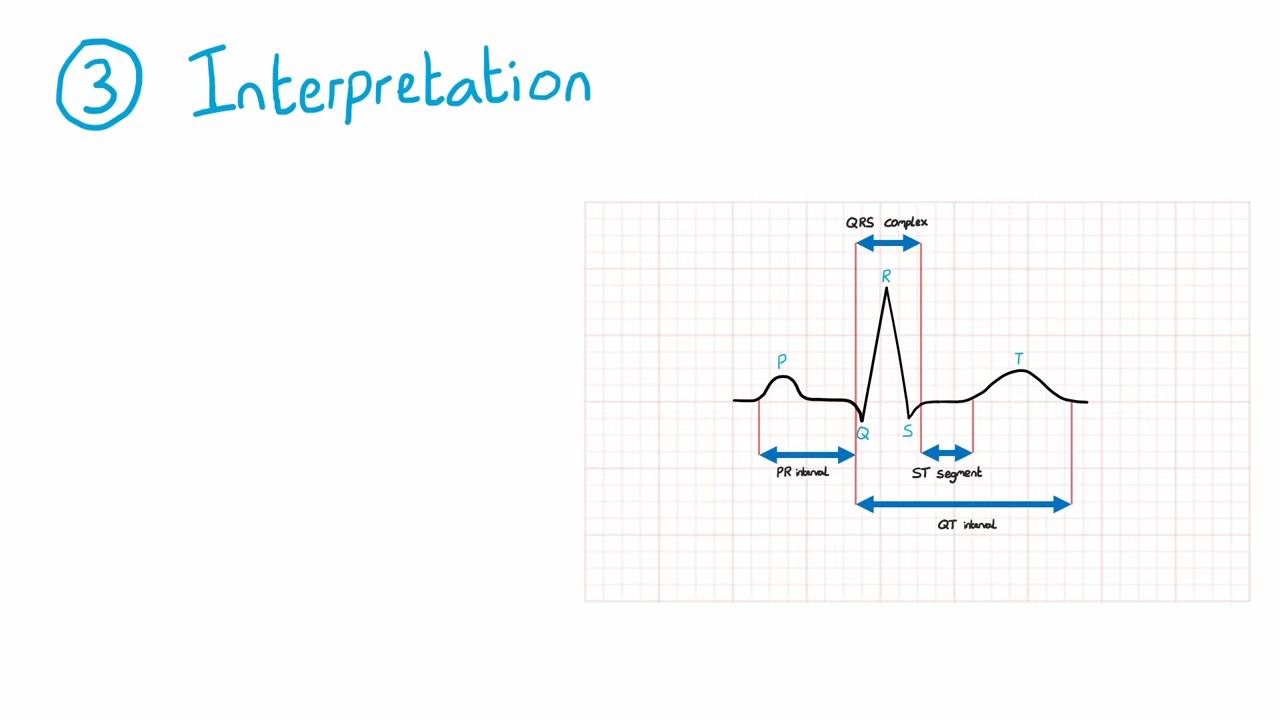 3 Interpretation
QRS complex
R
P
T
Q
S
PR interval
ST segment
QT interval